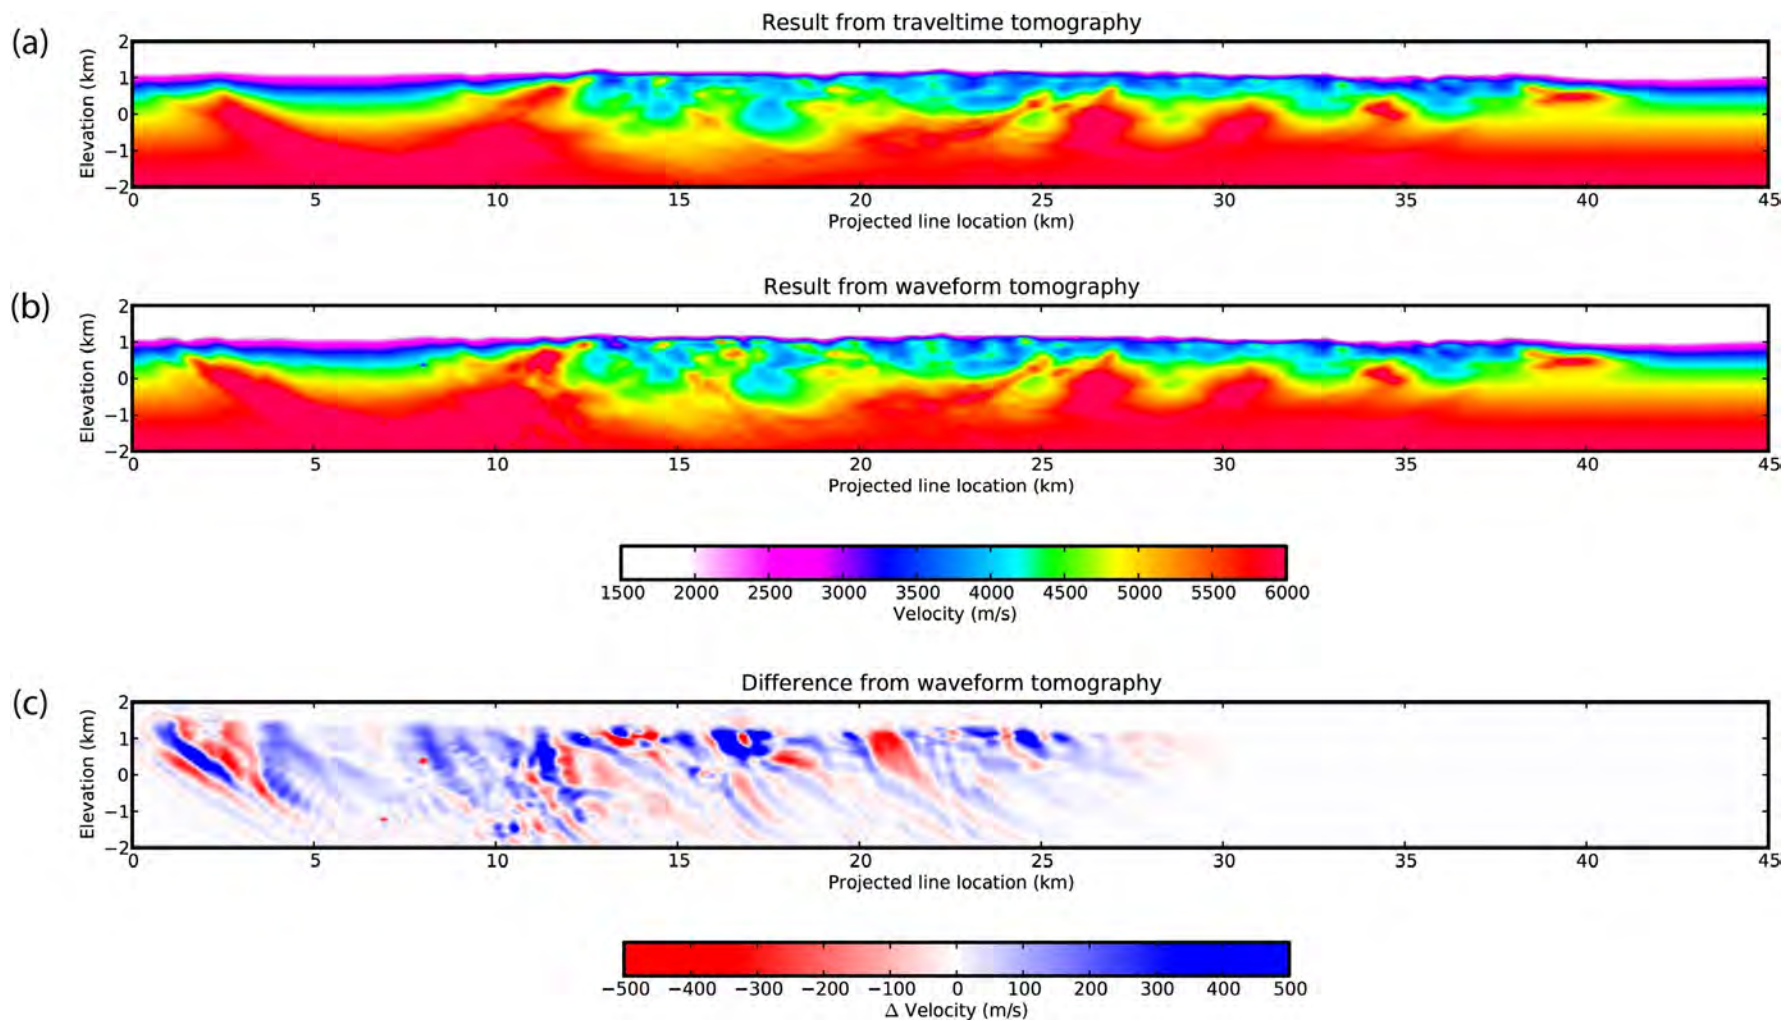 (a)
Result from traveltime tomography
Elevation (km)
2
1
0
−1
−2
0 5 10 15 20 25 30 35 40 45
Projected line location (km)
(b)
Result from waveform tomography
Elevation (km)
2
1
0
−1
−2
0 5 10 15 20 25 30 35 40 45
Projected line location (km)
1500 2000 2500 3000 3500 4000 4500 5000 5500 6000
Velocity (m/s)
(c)
Difference from waveform tomography
Elevation (km)
2
1
0
−1
−2
0 5 10 15 20 25 30 35 40 45
Projected line location (km)
−500 −400 −300 −200 −100 0 100 200 300 400 500
Δ Velocity (m/s)